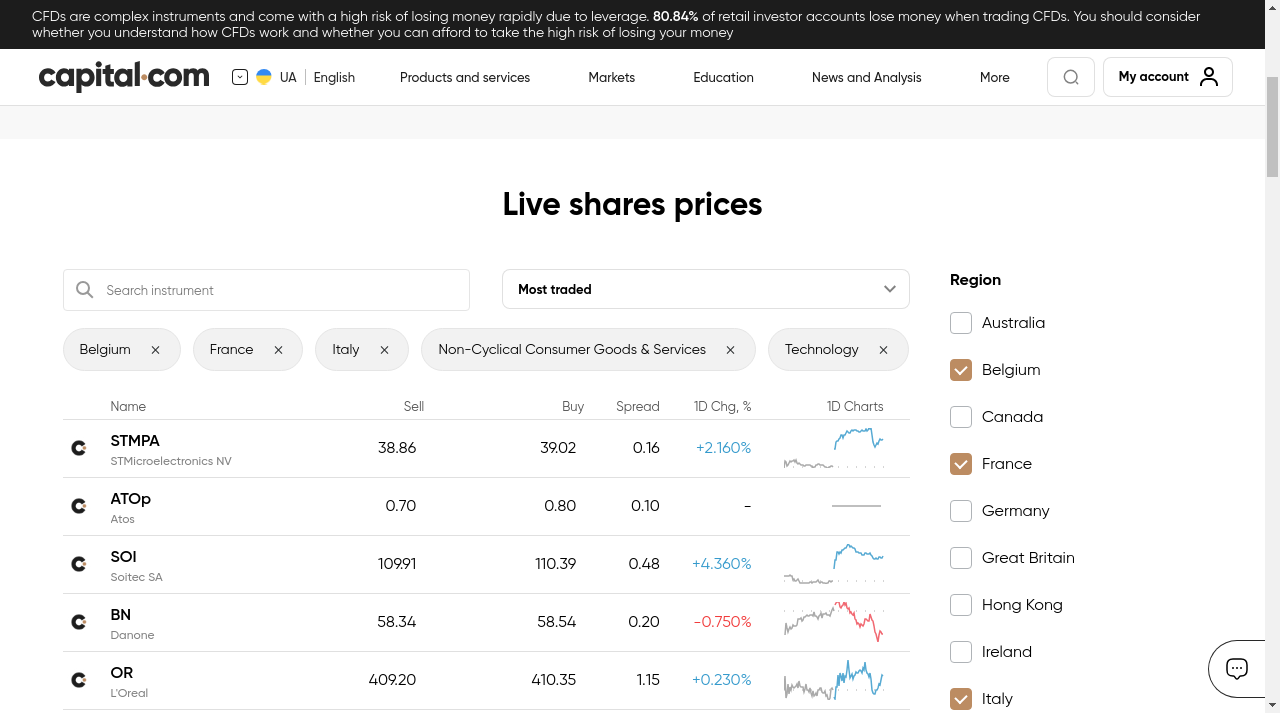 CFDs are complex instruments and come with a high risk of losing money rapidly due to leverage. 80.84% of retail investor accounts lose money when trading CFDs. You should consider
whether you understand how CFDs work and whether you can afford to take the high risk of losing your money
capital.com
UA
English
Products and services
Markets
Education
News and Analysis
More
My account
Live shares prices
Search instrument
Most traded
Belgium
France
Italy
Non-Cyclical Consumer Goods & Services
Technology
Name Sell Buy Spread 1D Chg, % 1D Charts
STMPA 38.86 39.02 0.16 +2.160%
STMicroelectronics NV
ATOp 0.70 0.80 0.10 -
Atos
SOI 109.91 110.39 0.48 +4.360%
Soitec SA
BN 58.34 58.54 0.20 -0.750%
Danone
OR 409.20 410.35 1.15 +0.230%
L'Oreal
Region
Australia
Belgium
Canada
France
Germany
Great Britain
Hong Kong
Ireland
Italy